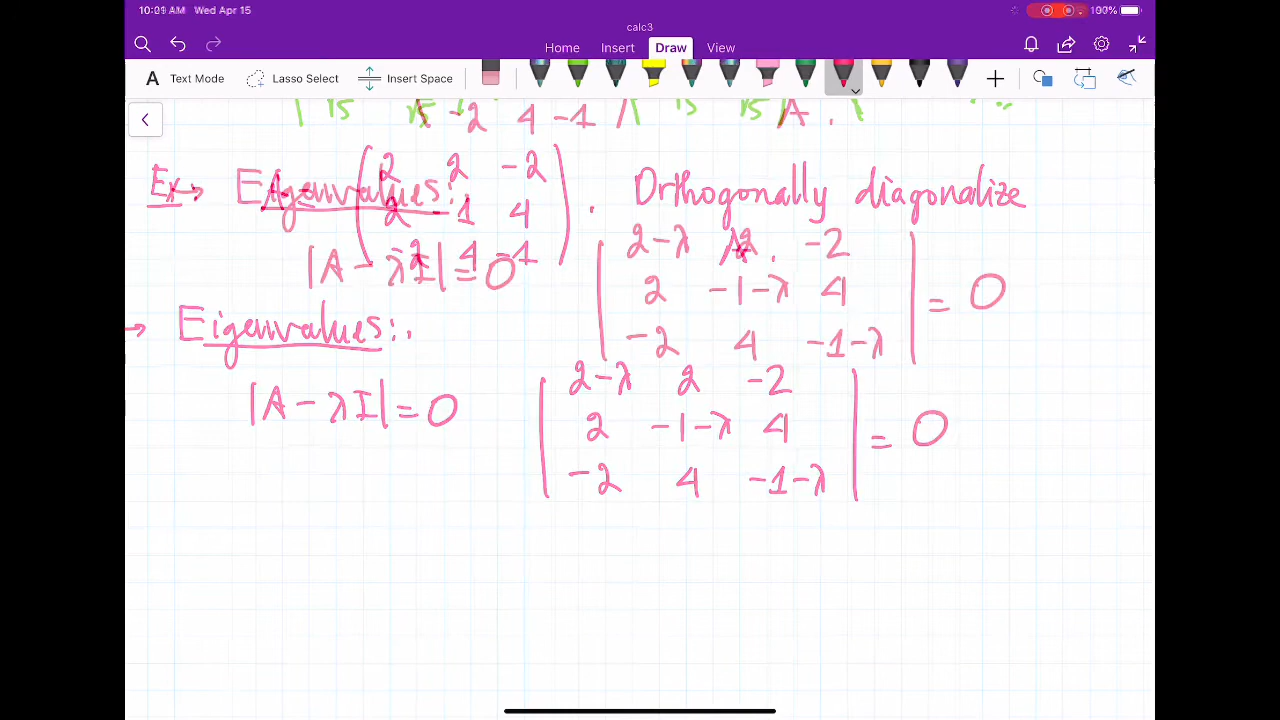 10:01 AM Wed Apr 15
100%
calc3
Home Insert Draw View
A Text Mode Lasso Select Insert Space
-2 4 -1
Ex→ Eigenvalues:
2 2 -2
2 1 4
. Orthogonally diagonalize
|A - λI| = 0
2-λ 2 -2
2 -1-λ 4
-2 4 -1-λ
= 0
→ Eigenvalues:
|A - λI| = 0
2-λ 2 -2
2 -1-λ 4
-2 4 -1-λ
= 0